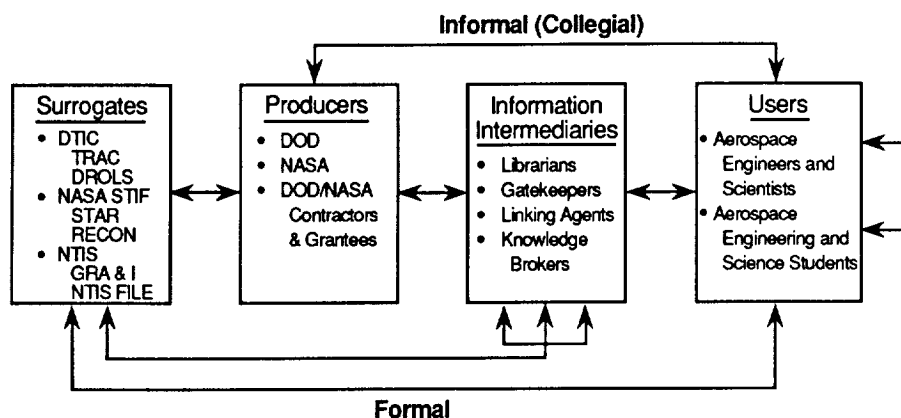 Informal (Collegial)
Surrogates
• DTIC
TRAC
DROLS
• NASA STIF
STAR
RECON
• NTIS
GRA & I
NTIS FILE
Producers
• DOD
• NASA
• DOD/NASA
Contractors
& Grantees
Information
Intermediaries
• Librarians
• Gatekeepers
• Linking Agents
• Knowledge
Brokers
Users
• Aerospace
Engineers and
Scientists
• Aerospace
Engineering and
Science Students
Formal